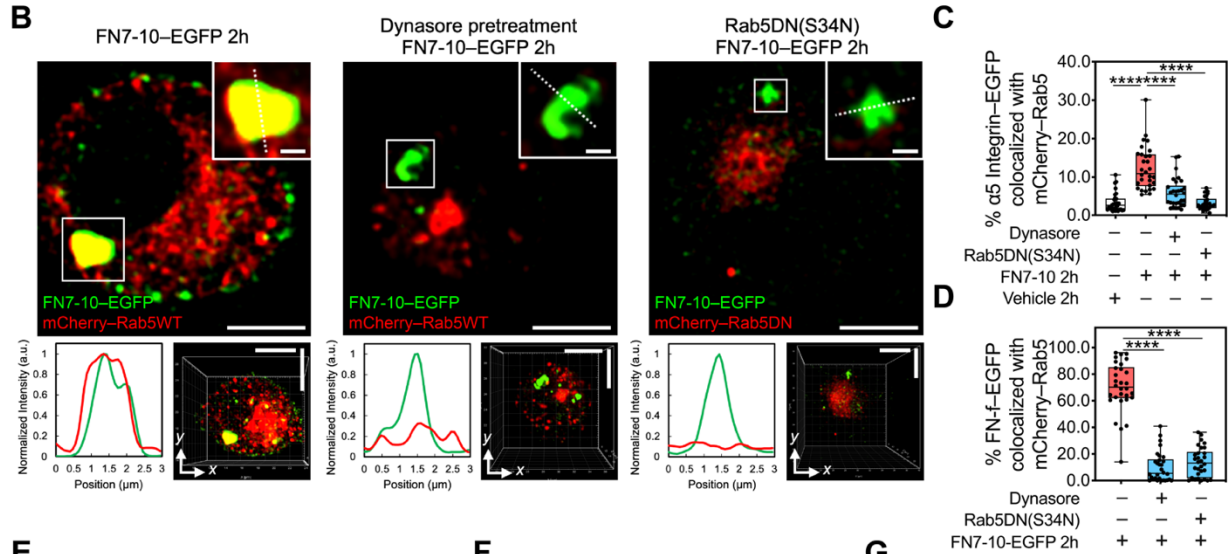 B
FN7-10–EGFP 2h
Dynasore pretreatment
FN7-10–EGFP 2h
Rab5DN(S34N)
FN7-10–EGFP 2h
FN7-10–EGFP
mCherry–Rab5WT
FN7-10–EGFP
mCherry–Rab5WT
FN7-10–EGFP
mCherry–Rab5DN
Normalized Intensity (a.u.)
1
0.8
0.6
0.4
0.2
0
0 0.5 1 1.5 2 2.5 3
Position (μm)
y
x
Normalized Intensity (a.u.)
1
0.8
0.6
0.4
0.2
0
0 0.5 1 1.5 2 2.5 3
Position (μm)
y
x
Normalized Intensity (a.u.)
1
0.8
0.6
0.4
0.2
0
0 0.5 1 1.5 2 2.5 3
Position (μm)
y
x
C
% α5 Integrin–EGFP
colocalized with
mCherry–Rab5
40.0
30.0
20.0
10.0
0.0
****
********
Dynasore – – + –
Rab5DN(S34N) – – – +
FN7-10 2h – + + +
Vehicle 2h + – – –
D
% FN-f–EGFP
colocalized with
mCherry–Rab5
100.0
80.0
60.0
40.0
20.0
0.0
****
****
Dynasore – + –
Rab5DN(S34N) – – +
FN7-10-EGFP 2h + + +
E
F
G